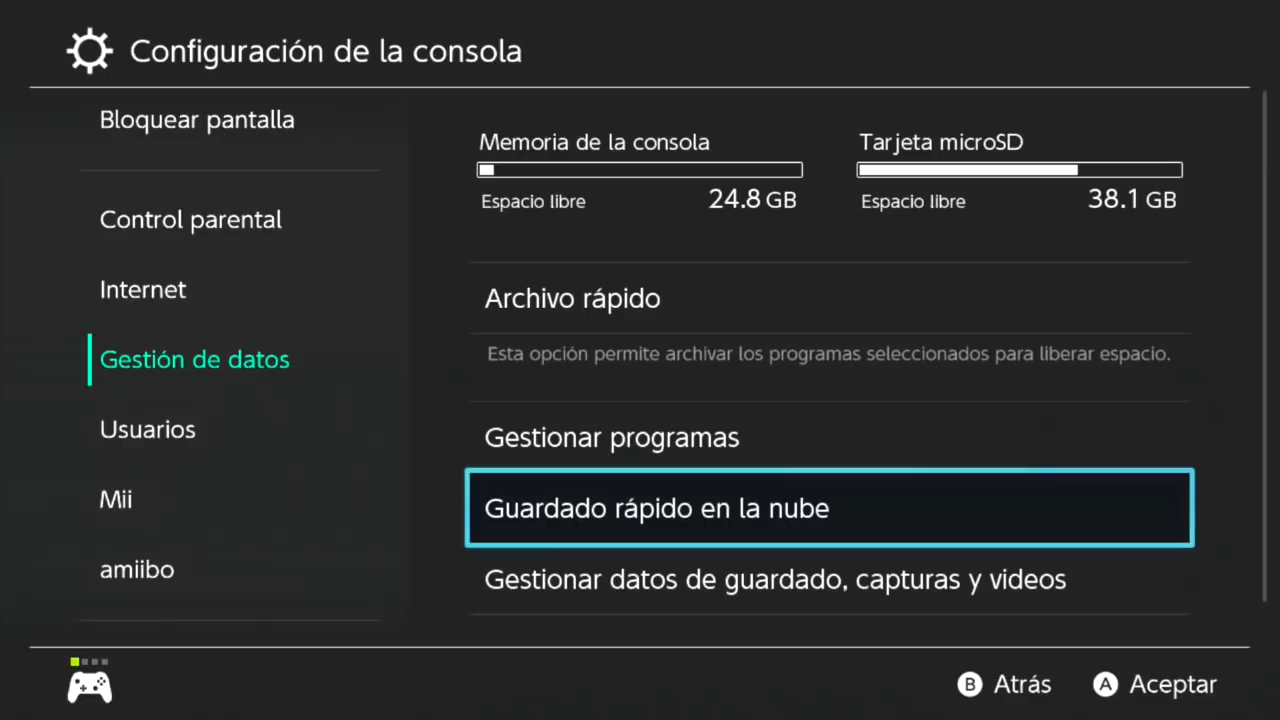 Configuración de la consola
Bloquear pantalla
Control parental
Internet
Gestión de datos
Usuarios
Mii
amiibo
Memoria de la consola
Espacio libre 24.8 GB
Tarjeta microSD
Espacio libre 38.1 GB
Archivo rápido
Esta opción permite archivar los programas seleccionados para liberar espacio.
Gestionar programas
Guardado rápido en la nube
Gestionar datos de guardado, capturas y videos
B Atrás
A Aceptar